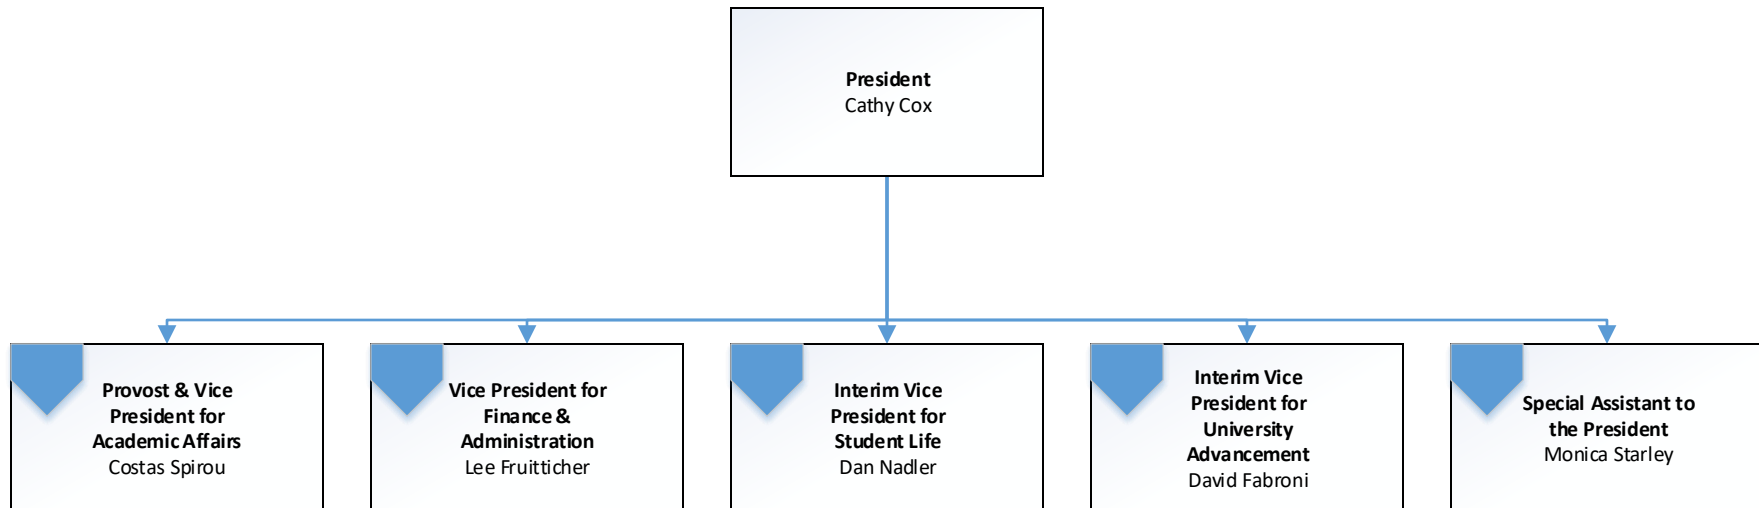 President
Cathy Cox
Provost & Vice
President for
Academic Affairs
Costas Spirou
Vice President for
Finance &
Administration
Lee Fruitticher
Interim Vice
President for
Student Life
Dan Nadler
Interim Vice
President for
University
Advancement
David Fabroni
Special Assistant to
the President
Monica Starley